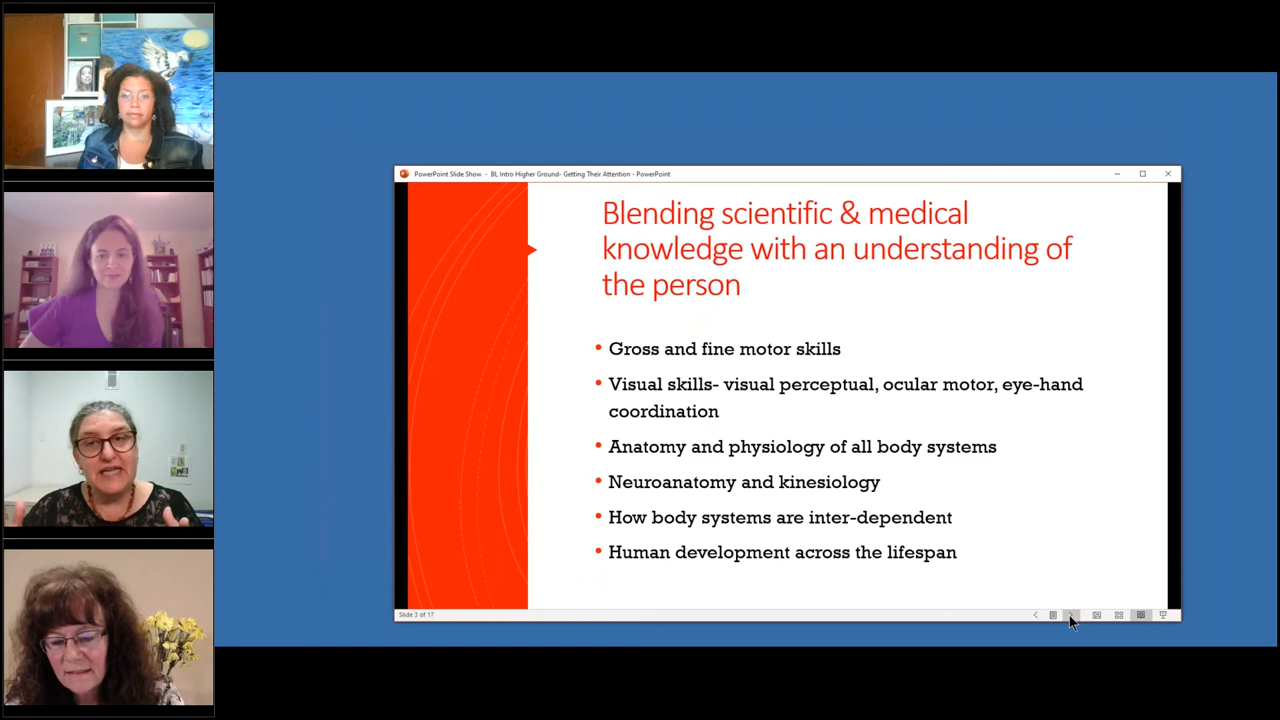 PowerPoint Slide Show - BL Intro Higher Ground- Getting Their Attention - PowerPoint
Blending scientific & medical
knowledge with an understanding of
the person
• Gross and fine motor skills
• Visual skills- visual perceptual, ocular motor, eye-hand
coordination
• Anatomy and physiology of all body systems
• Neuroanatomy and kinesiology
• How body systems are inter-dependent
• Human development across the lifespan
Slide 3 of 17